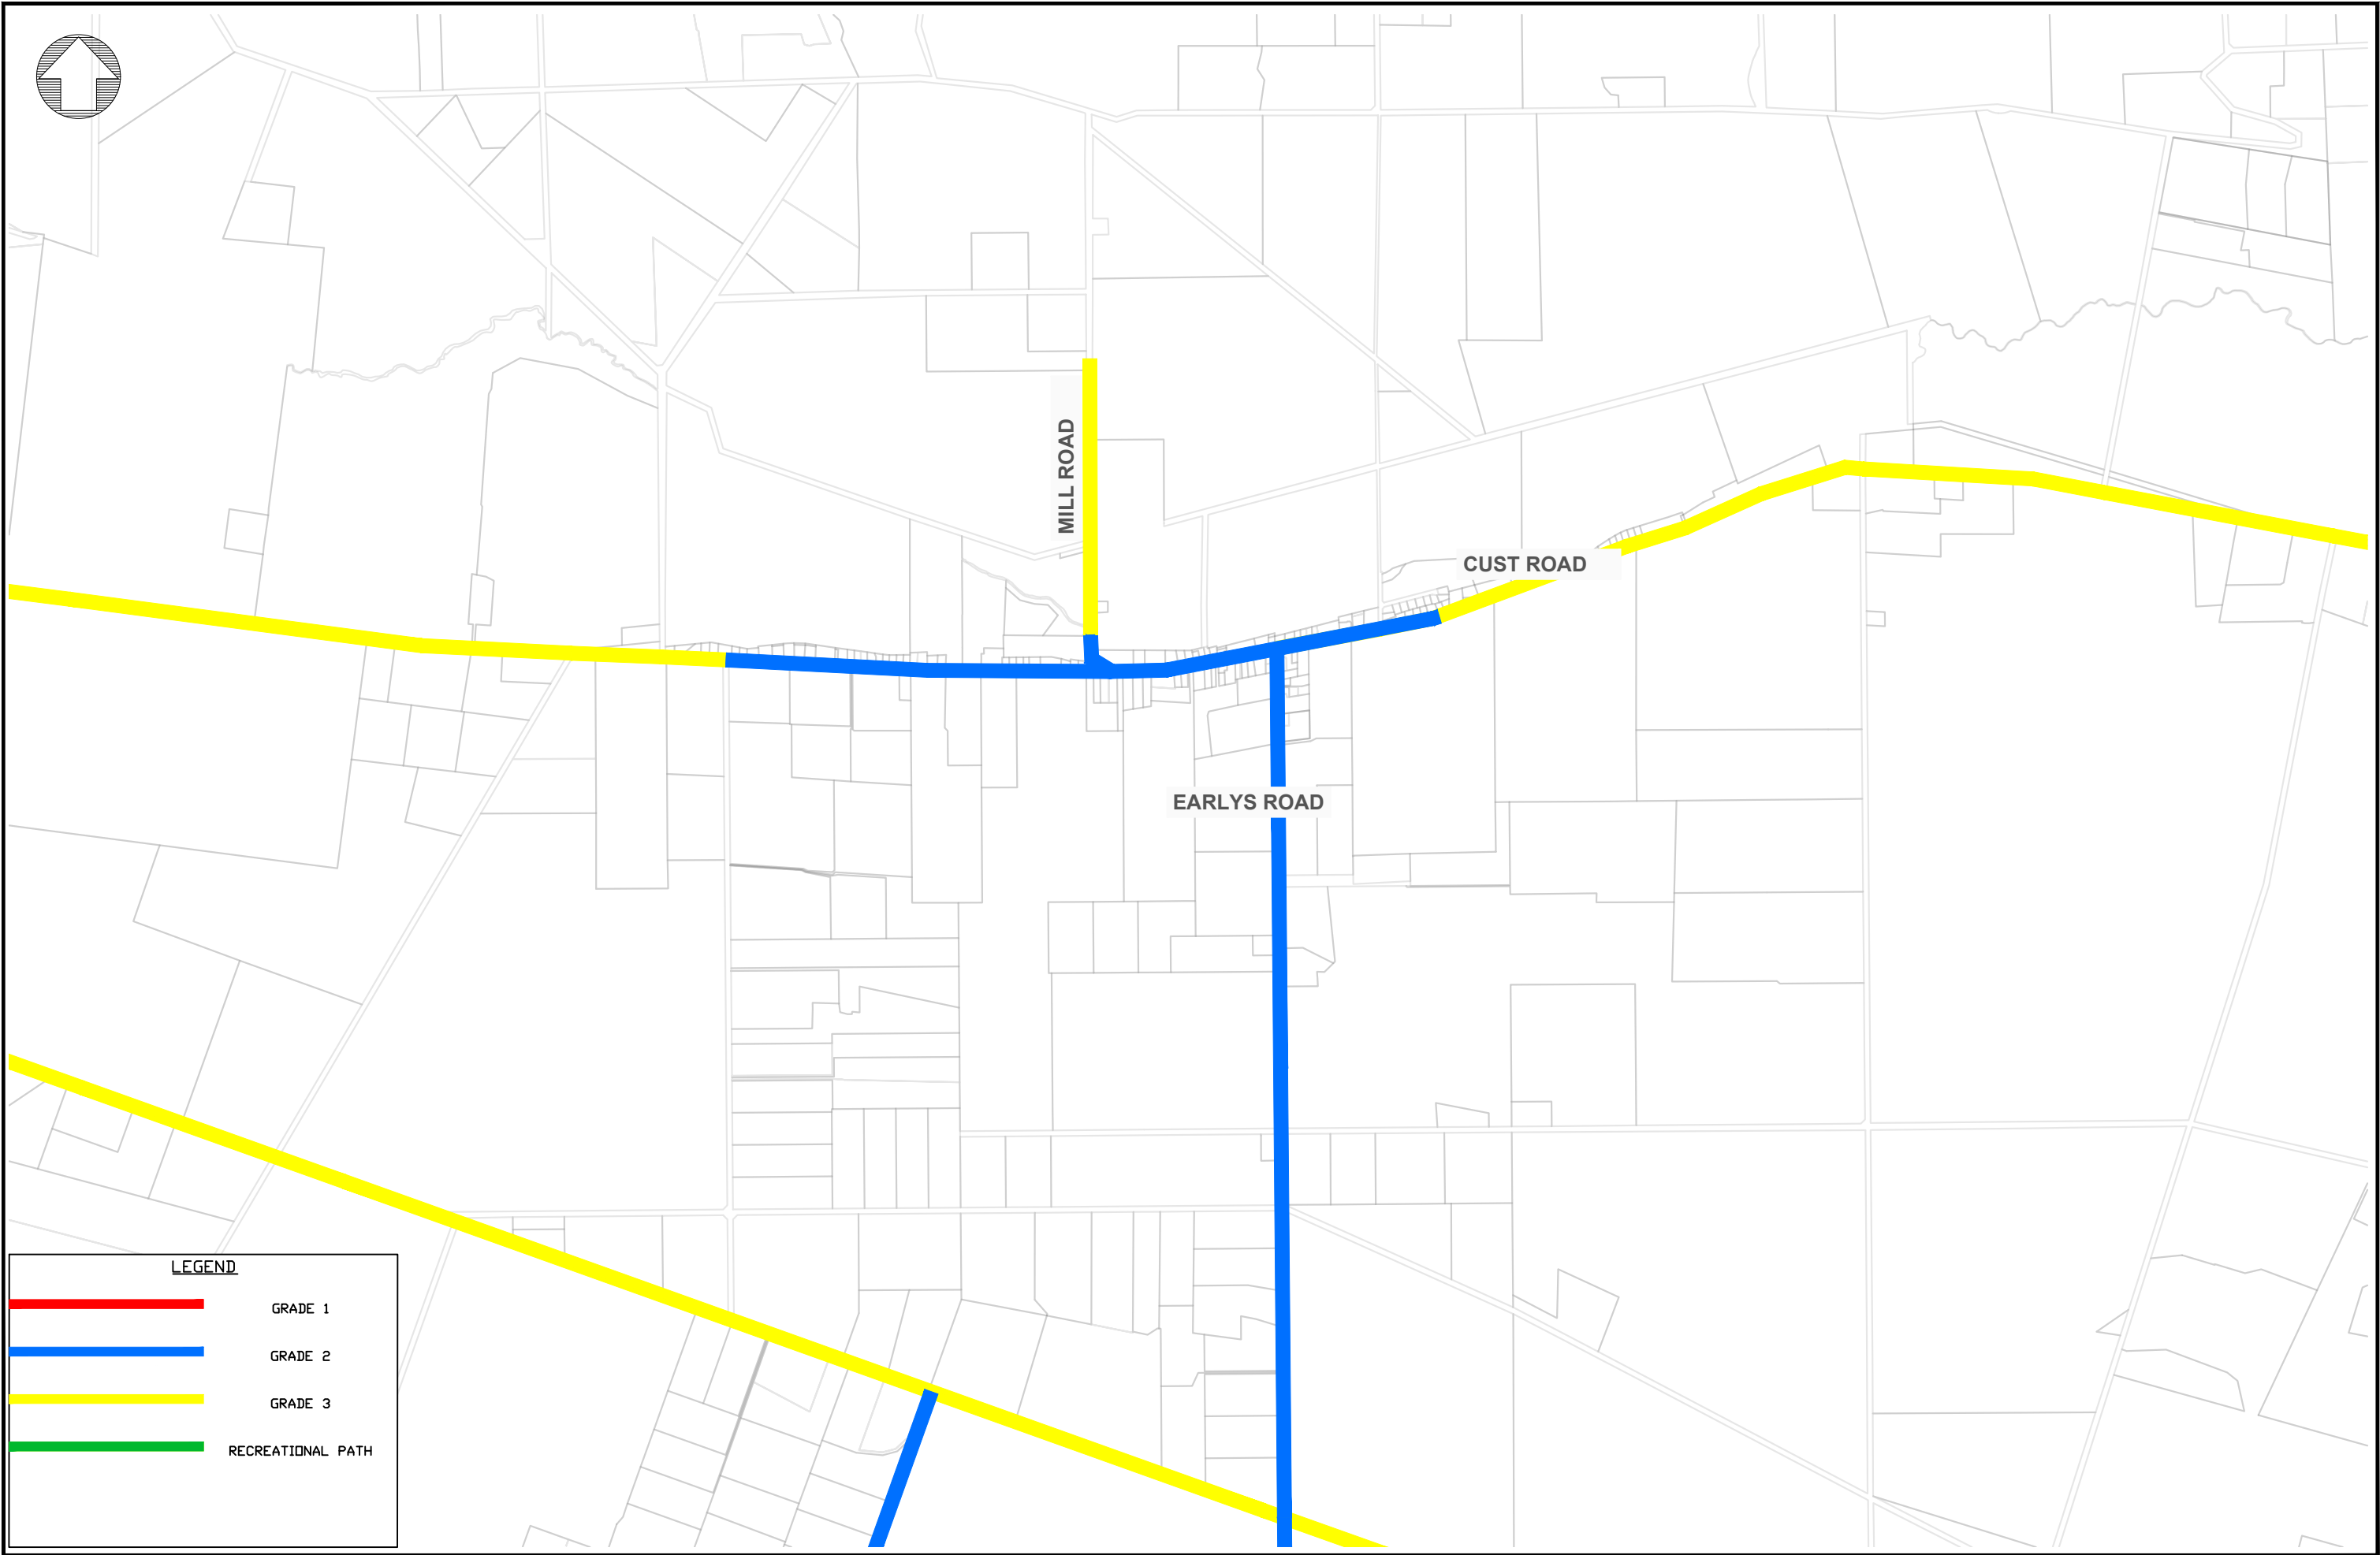 MILL ROAD
CUST ROAD
EARLYS ROAD
LEGEND
GRADE 1
GRADE 2
GRADE 3
RECREATIONAL PATH